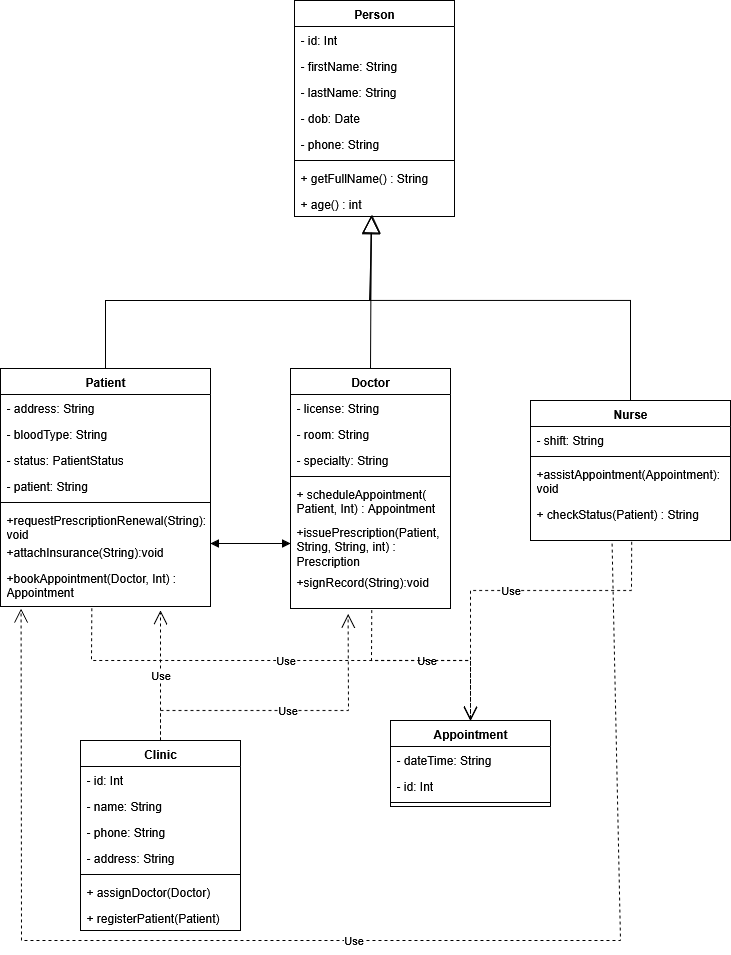 Person
- id: Int
- firstName: String
- lastName: String
- dob: Date
- phone: String
+ getFullName() : String
+ age() : int
Patient
- address: String
- bloodType: String
- status: PatientStatus
- patient: String
+requestPrescriptionRenewal(String):
void
+attachInsurance(String):void
+bookAppointment(Doctor, Int) :
Appointment
Doctor
- license: String
- room: String
- specialty: String
+ scheduleAppointment(
Patient, Int) : Appointment
+issuePrescription(Patient,
String, String, int) :
Prescription
+signRecord(String):void
Nurse
- shift: String
+assistAppointment(Appointment):
void
+ checkStatus(Patient) : String
Use
Use
Use
Use
Use
Clinic
- id: Int
- name: String
- phone: String
- address: String
+ assignDoctor(Doctor)
+ registerPatient(Patient)
Appointment
- dateTime: String
- id: Int
Use